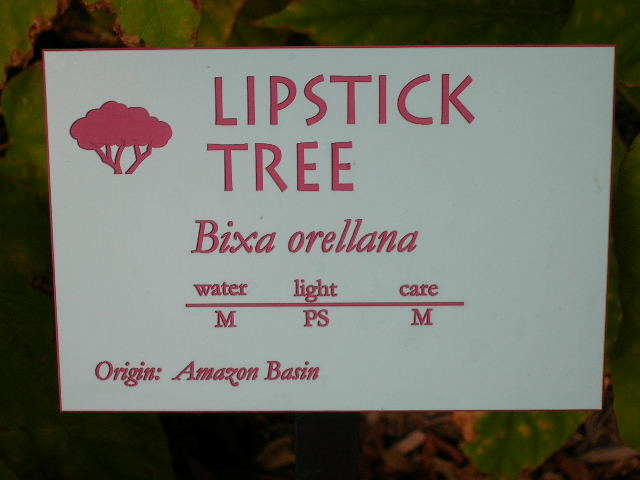 LIPSTICK
TREE
Bixa orellana
water light care
M PS M
Origin: Amazon Basin